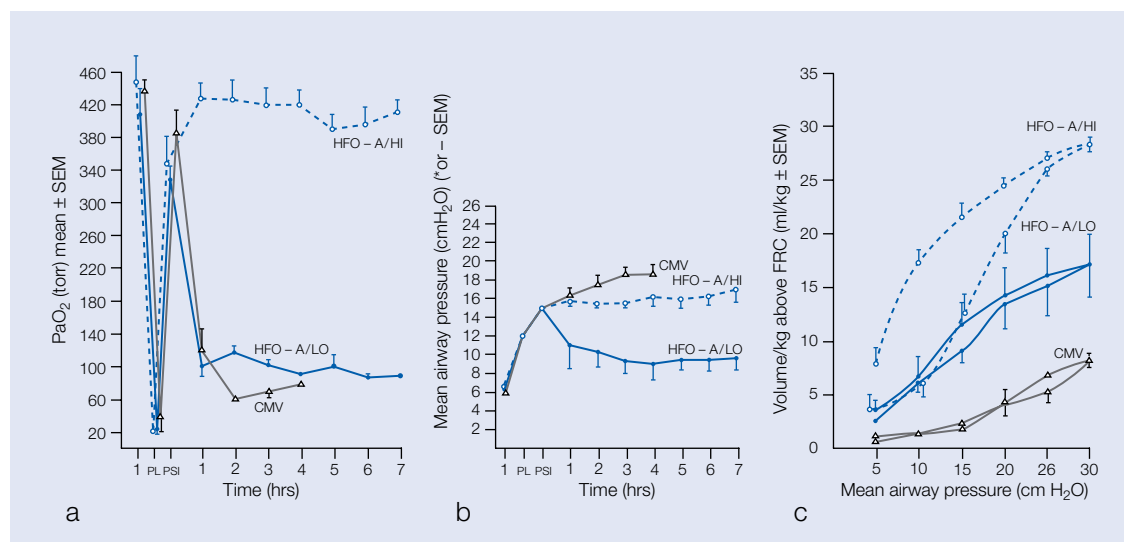 PaO2 (torr) mean ± SEM
460
420
380
340
300
260
220
180
140
100
60
20
HFO – A/HI
HFO – A/LO
CMV
1 PL PSI 1 2 3 4 5 6 7
Time (hrs)
a
Mean airway pressure (cmH2O) (*or – SEM)
26
24
22
20
18
16
14
12
10
8
6
4
2
CMV
HFO – A/HI
HFO – A/LO
1 PL PSI 1 2 3 4 5 6 7
Time (hrs)
b
Volume/kg above FRC (ml/kg ± SEM)
35
30
25
20
15
10
5
0
HFO – A/HI
HFO – A/LO
CMV
5 10 15 20 26 30
Mean airway pressure (cm H2O)
c